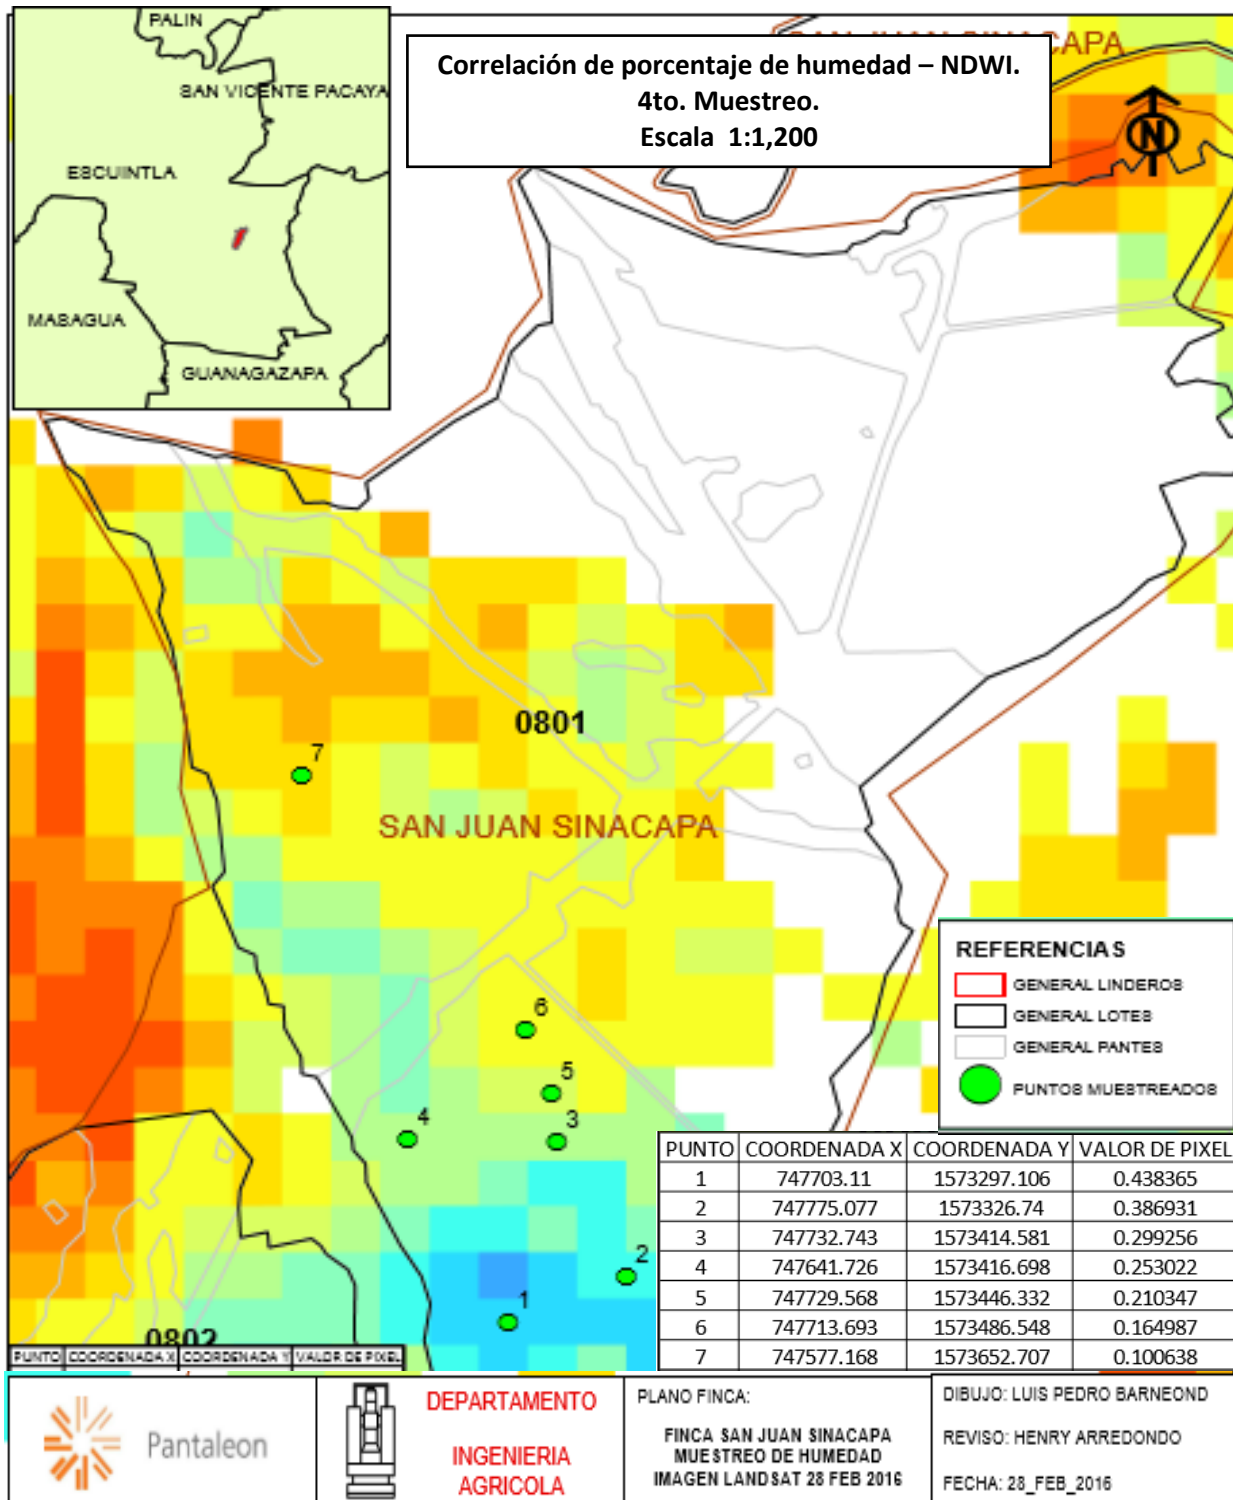 PALIN
SAN VICENTE PACAYA
ESCUINTLA
MASAGUA
GUANAGAZAPA
SAN JUAN SINACAPA
Correlación de porcentaje de humedad – NDWI.
4to. Muestreo.
Escala 1:1,200
N
0801
7
SAN JUAN SINACAPA
6
5
4
3
2
1
0802
REFERENCIAS
GENERAL LINDEROS
GENERAL LOTES
GENERAL PANTES
PUNTOS MUESTREADOS
PUNTO COORDENADA X COORDENADA Y VALOR DE PIXEL
1 747703.11 1573297.106 0.438365
2 747775.077 1573326.74 0.386931
3 747732.743 1573414.581 0.299256
4 747641.726 1573416.698 0.253022
5 747729.568 1573446.332 0.210347
6 747713.693 1573486.548 0.164987
7 747577.168 1573652.707 0.100638
PUNTO COORDENADA X COORDENADA Y VALOR DE PIXEL
Pantaleon
DEPARTAMENTO
INGENIERIA
AGRICOLA
PLANO FINCA:
FINCA SAN JUAN SINACAPA
MUESTREO DE HUMEDAD
IMAGEN LANDSAT 28 FEB 2016
DIBUJO: LUIS PEDRO BARNEOND
REVISO: HENRY ARREDONDO
FECHA: 28_FEB_2016